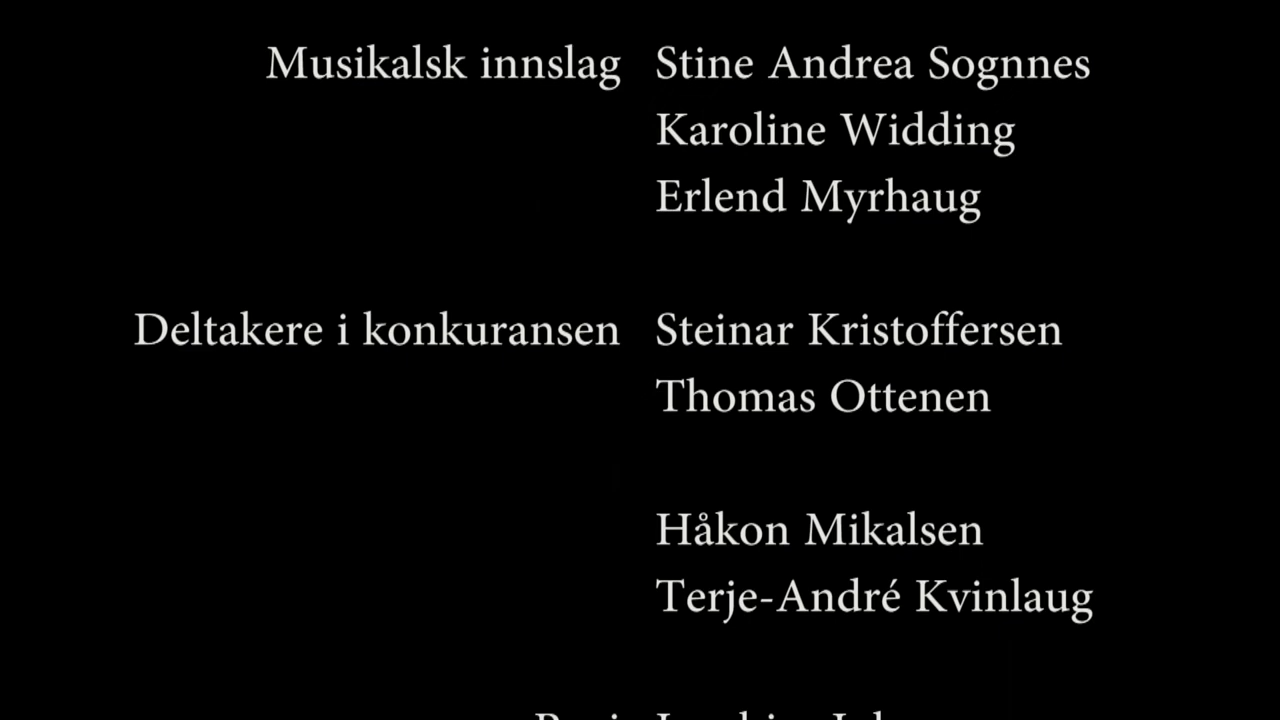 Musikalsk innslag Stine Andrea Sognnes
Karoline Widding
Erlend Myrhaug
Deltakere i konkuransen Steinar Kristoffersen
Thomas Ottenen
Håkon Mikalsen
Terje-André Kvinlaug